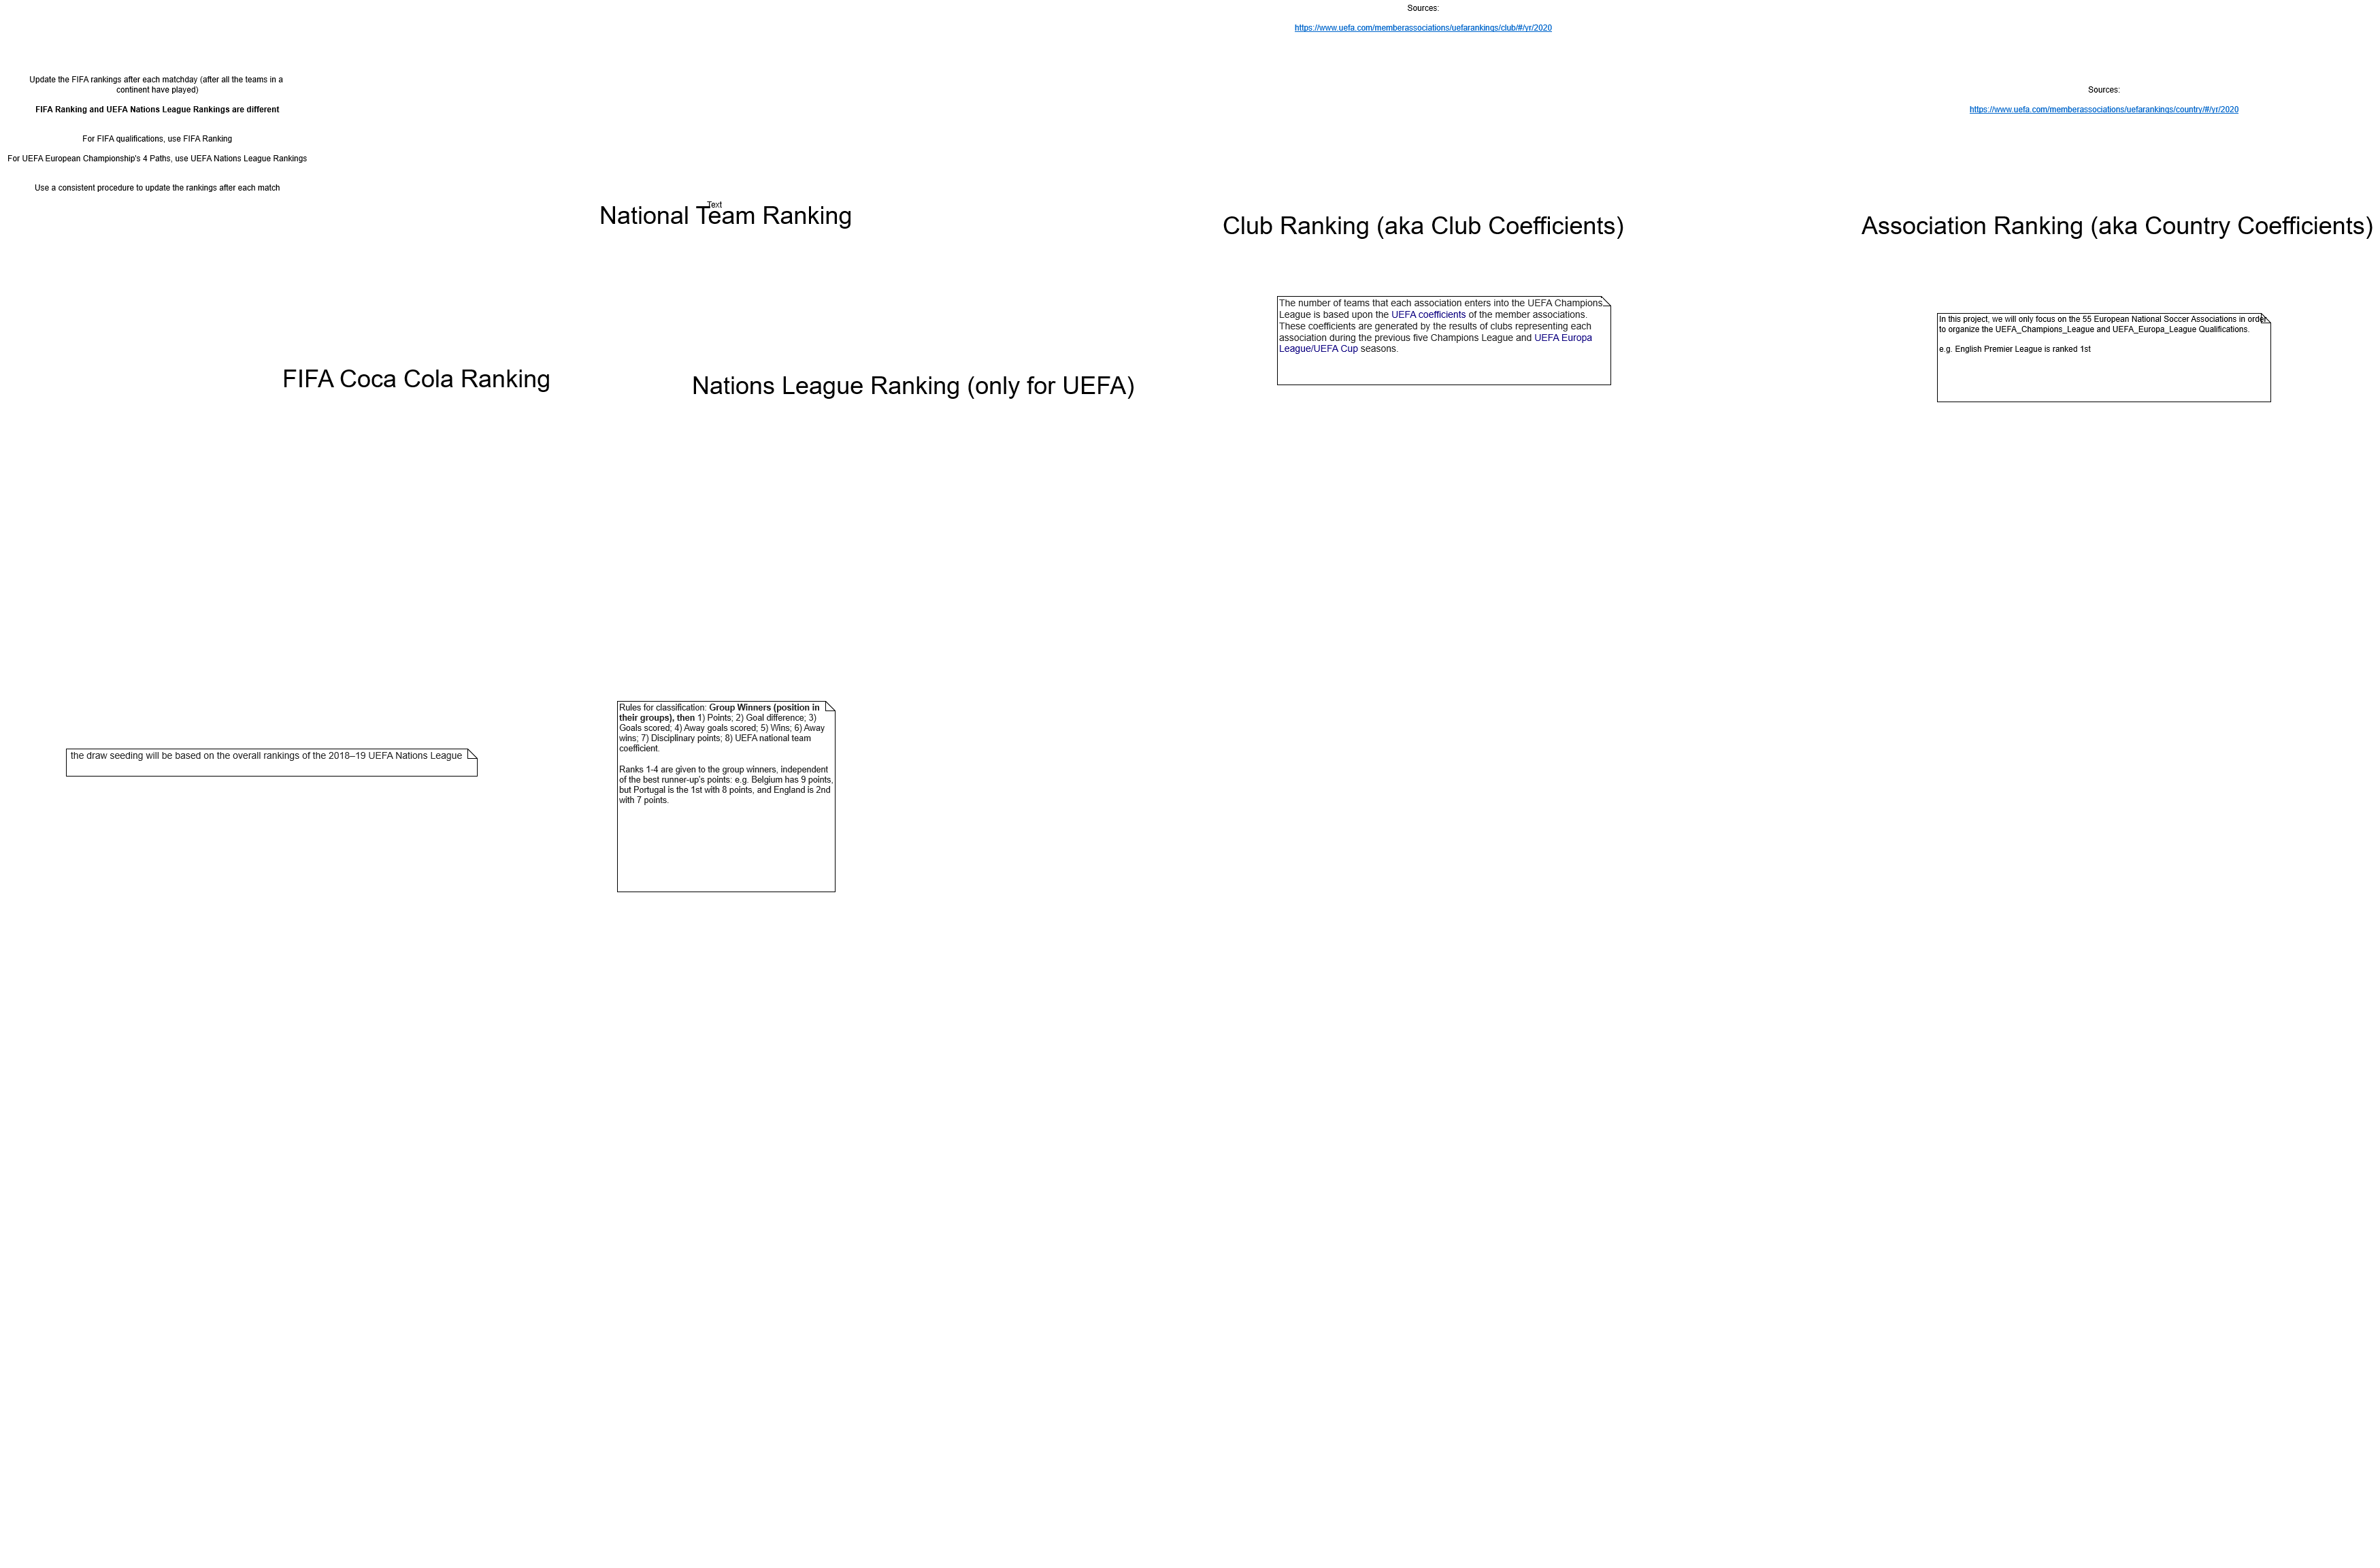 Sources:
https://www.uefa.com/memberassociations/uefarankings/club/#/yr/2020
Update the FIFA rankings after each matchday (after all the teams in a
continent have played)
FIFA Ranking and UEFA Nations League Rankings are different
For FIFA qualifications, use FIFA Ranking
For UEFA European Championship's 4 Paths, use UEFA Nations League Rankings
Use a consistent procedure to update the rankings after each match
Sources:
https://www.uefa.com/memberassociations/uefarankings/country/#/yr/2020
Text
National Team Ranking
Club Ranking (aka Club Coefficients)
Association Ranking (aka Country Coefficients)
The number of teams that each association enters into the UEFA Champions
League is based upon the UEFA coefficients of the member associations.
These coefficients are generated by the results of clubs representing each
association during the previous five Champions League and UEFA Europa
League/UEFA Cup seasons.
In this project, we will only focus on the 55 European National Soccer Associations in order
to organize the UEFA_Champions_League and UEFA_Europa_League Qualifications.
e.g. English Premier League is ranked 1st
FIFA Coca Cola Ranking
Nations League Ranking (only for UEFA)
Rules for classification: Group Winners (position in
their groups), then 1) Points; 2) Goal difference; 3)
Goals scored; 4) Away goals scored; 5) Wins; 6) Away
wins; 7) Disciplinary points; 8) UEFA national team
coefficient.
Ranks 1-4 are given to the group winners, independent
of the best runner-up's points: e.g. Belgium has 9 points,
but Portugal is the 1st with 8 points, and England is 2nd
with 7 points.
the draw seeding will be based on the overall rankings of the 2018–19 UEFA Nations League